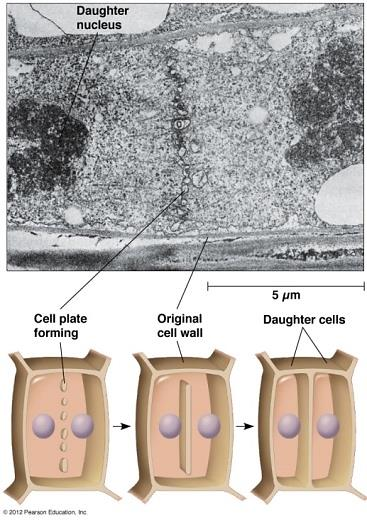 Daughter
nucleus
5 µm
Cell plate
forming
Original
cell wall
Daughter cells
© 2012 Pearson Education, Inc.